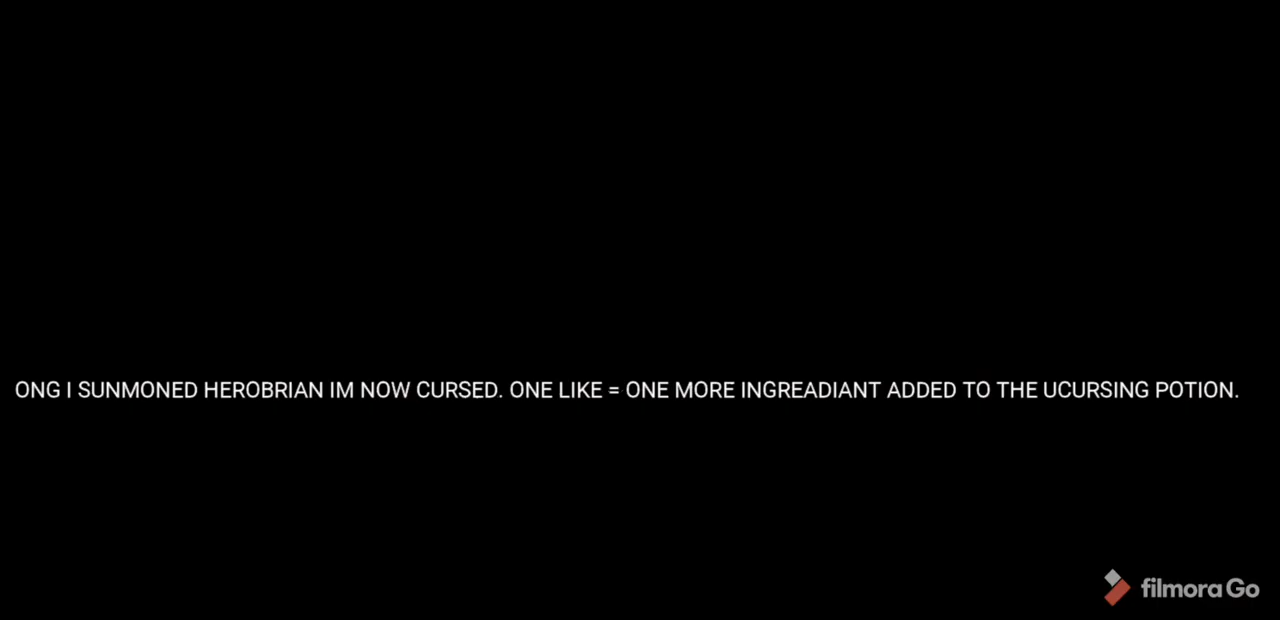 ONG I SUNMONED HEROBRIAN IM NOW CURSED. ONE LIKE = ONE MORE INGREADIANT ADDED TO THE UCURSING POTION.
filmora Go